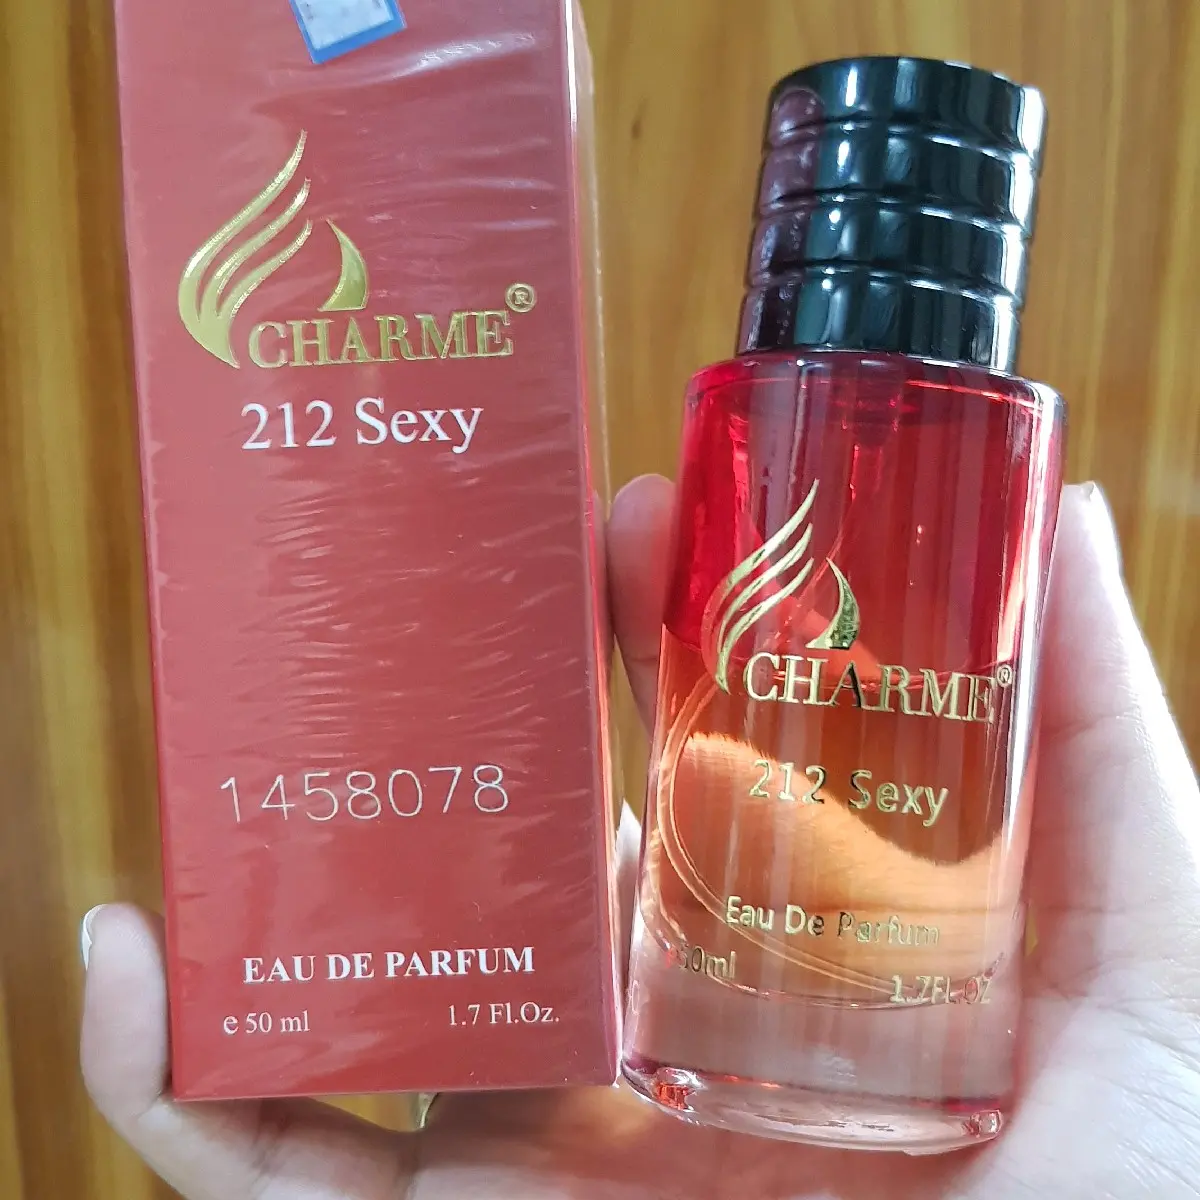 CHARME®
212 Sexy
1458078
EAU DE PARFUM
e 50 ml 1.7 Fl.Oz.
CHARME®
212 Sexy
Eau De Parfum
50ml 1.7FL.OZ